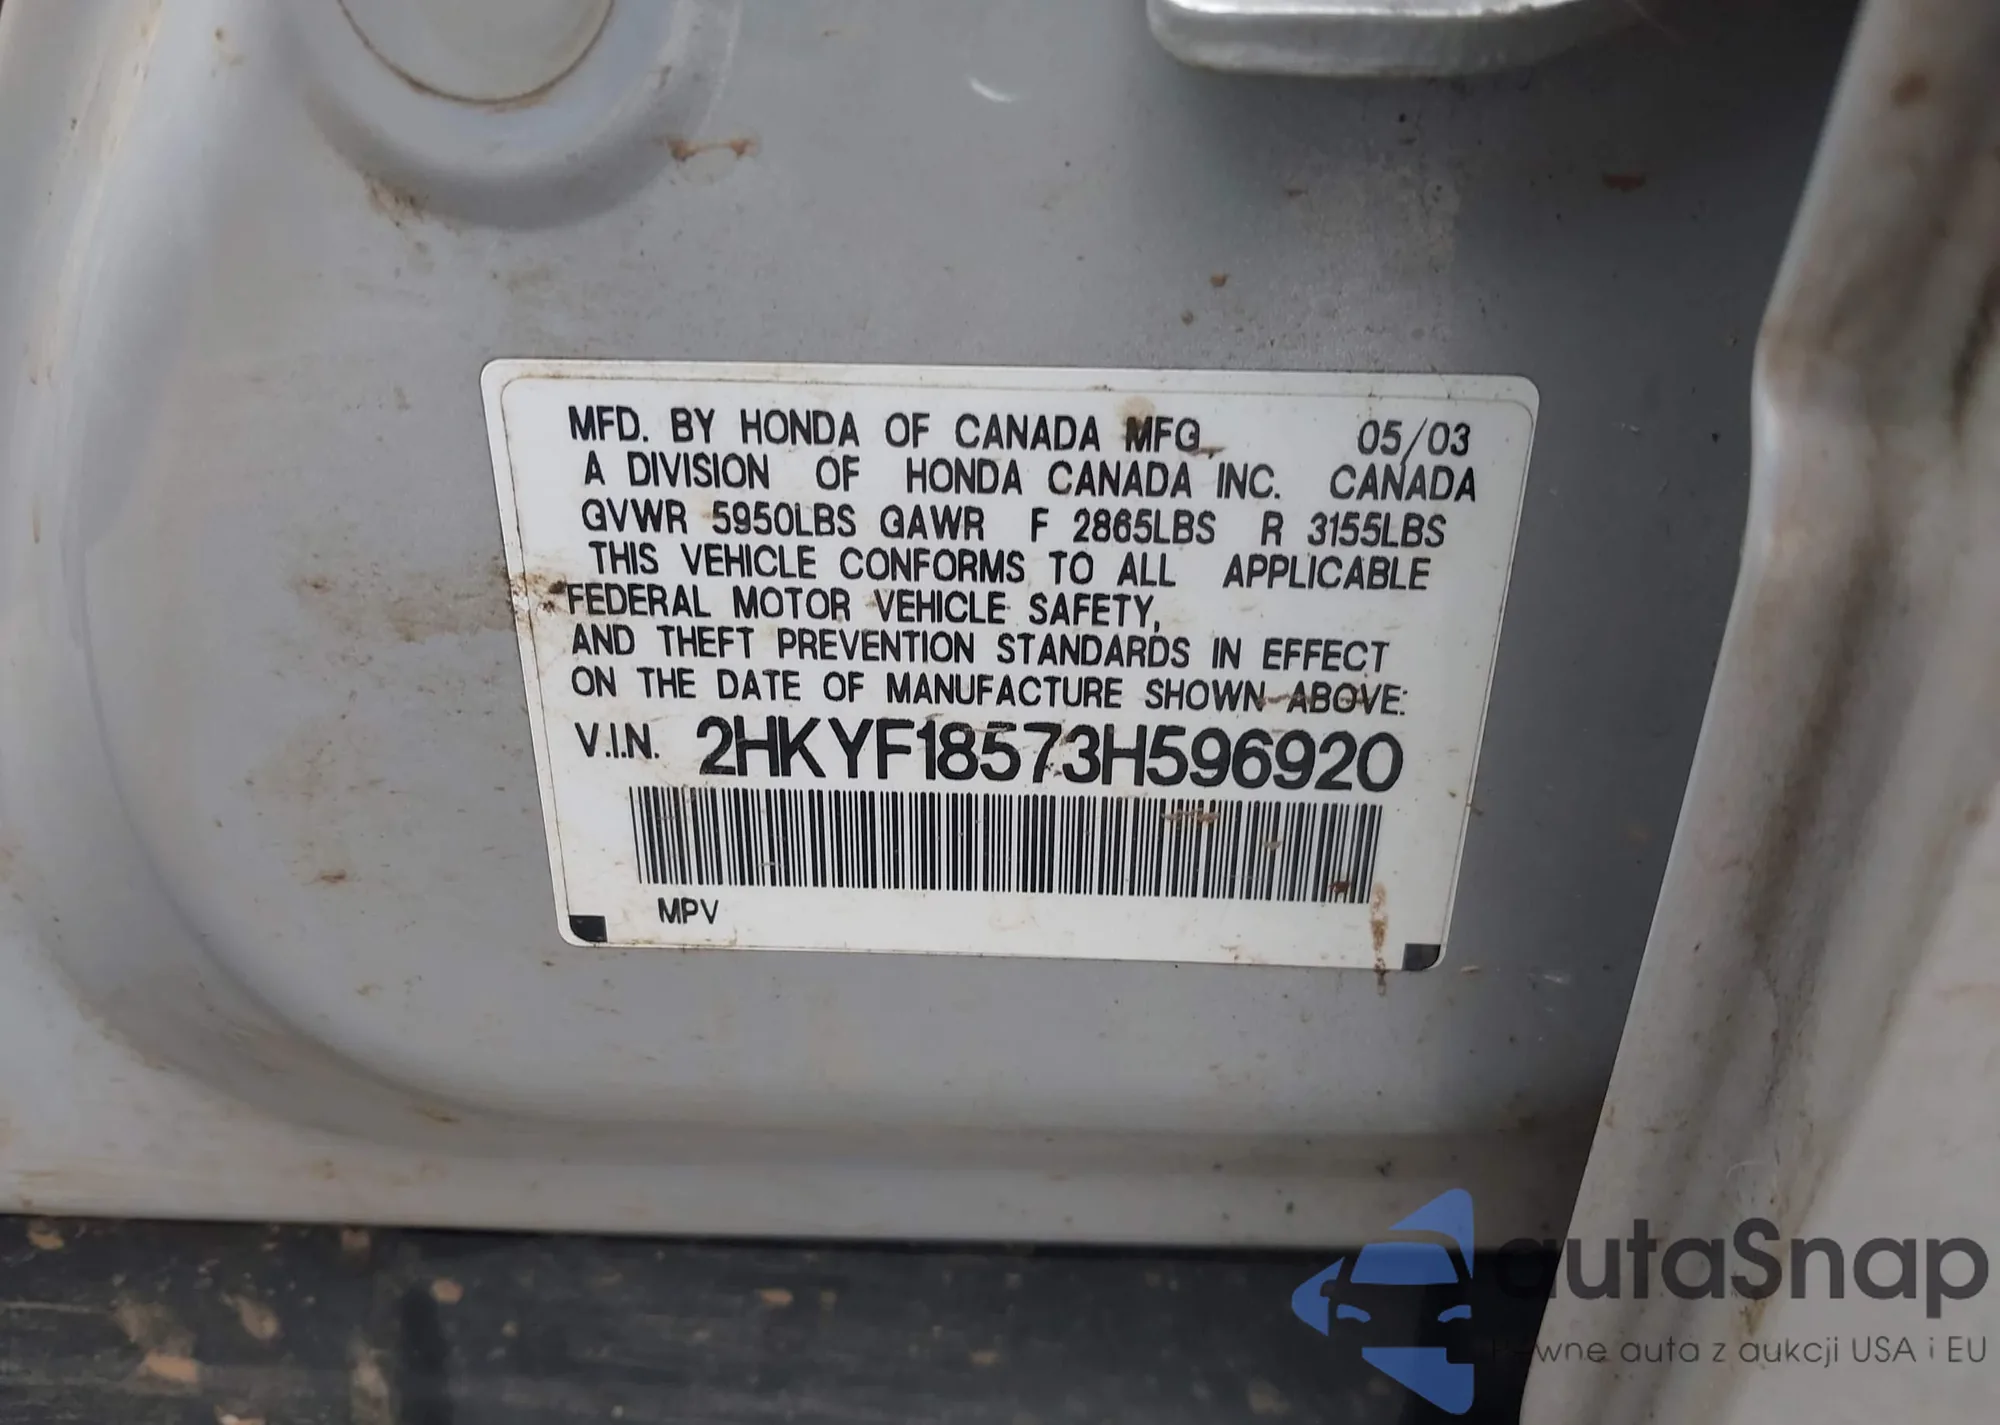 MFD. BY HONDA OF CANADA MFG. 05/03
A DIVISION OF HONDA CANADA INC. CANADA
GVWR 5950LBS GAWR F 2865LBS R 3155LBS
THIS VEHICLE CONFORMS TO ALL APPLICABLE
FEDERAL MOTOR VEHICLE SAFETY,
AND THEFT PREVENTION STANDARDS IN EFFECT
ON THE DATE OF MANUFACTURE SHOWN ABOVE:
V.I.N. 2HKYF18573H596920
MPV
autaSnap
Pewne auta z aukcji USA i EU